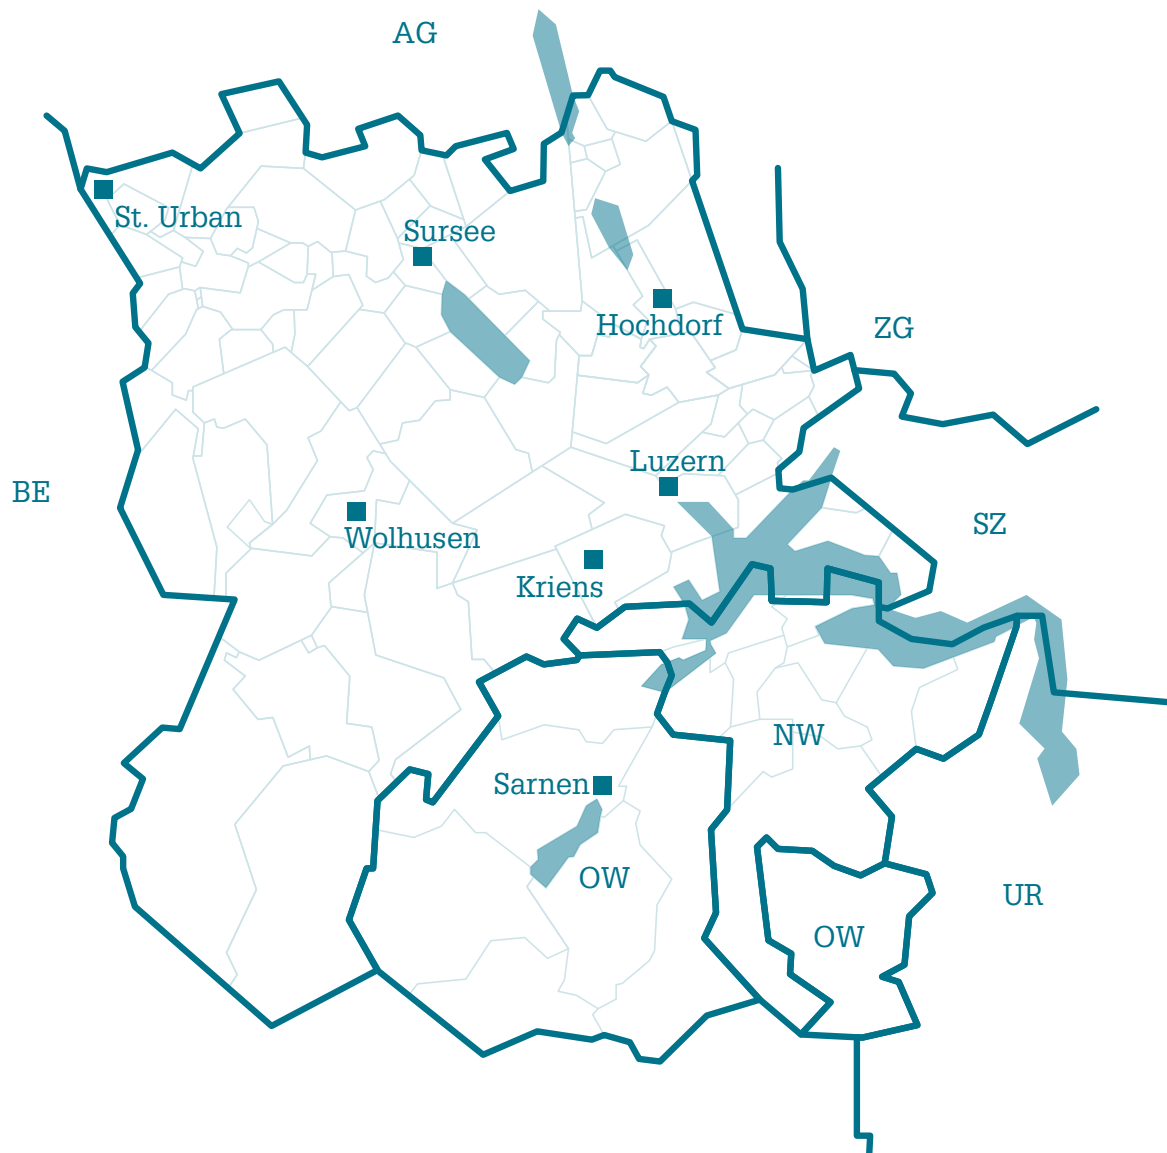 AG
St. Urban
Sursee
Hochdorf
ZG
Luzern
BE
SZ
Wolhusen
Kriens
NW
Sarnen
OW
UR
OW